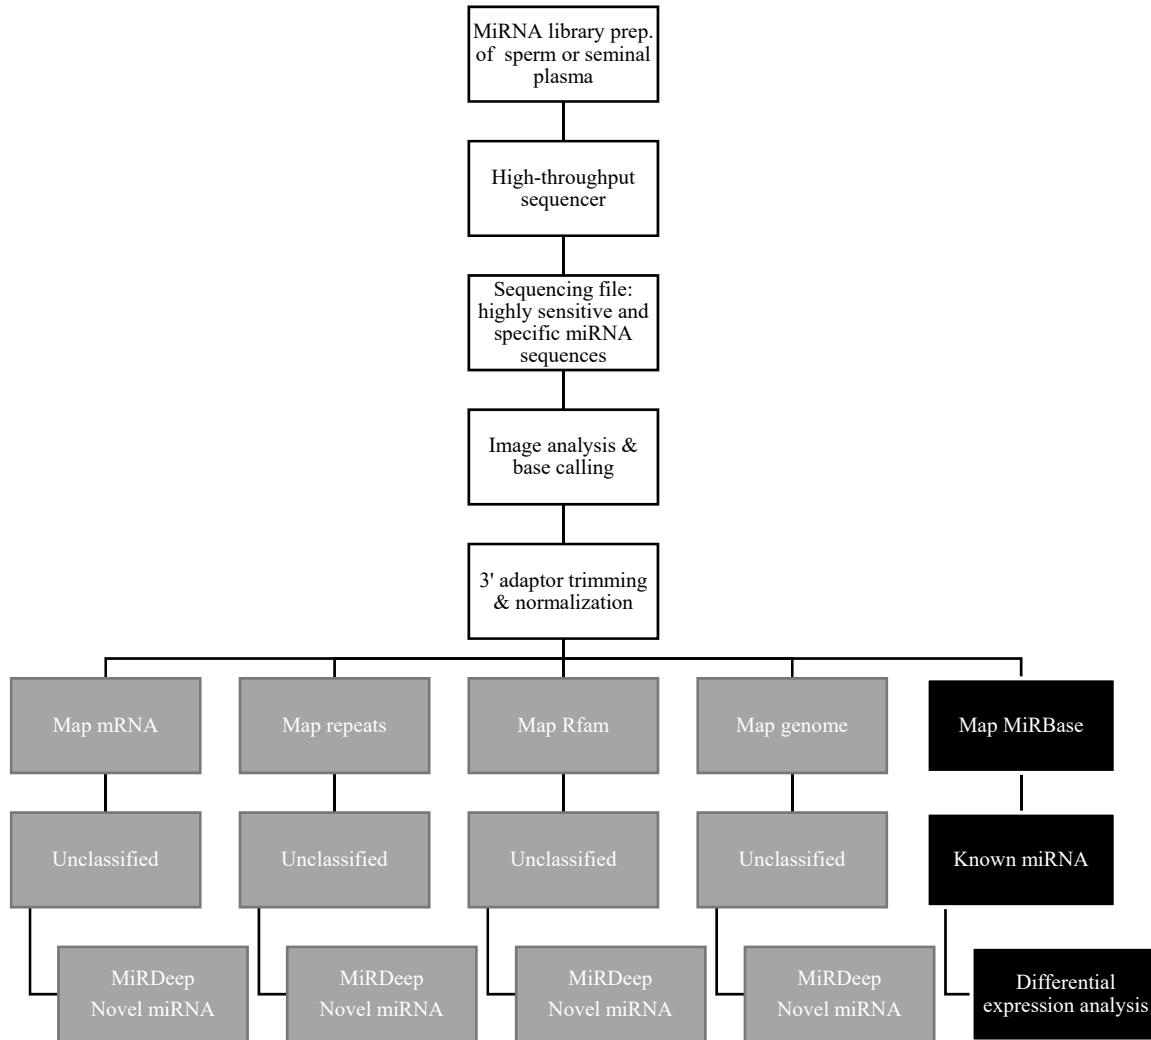 MiRNA library prep.
of sperm or seminal
plasma
High-throughput
sequencer
Sequencing file:
highly sensitive and
specific miRNA
sequences
Image analysis &
base calling
3' adaptor trimming
& normalization
Map mRNA
Map repeats
Map Rfam
Map genome
Map MiRBase
Unclassified
Unclassified
Unclassified
Unclassified
Known miRNA
MiRDeep
Novel miRNA
MiRDeep
Novel miRNA
MiRDeep
Novel miRNA
MiRDeep
Novel miRNA
Differential
expression analysis